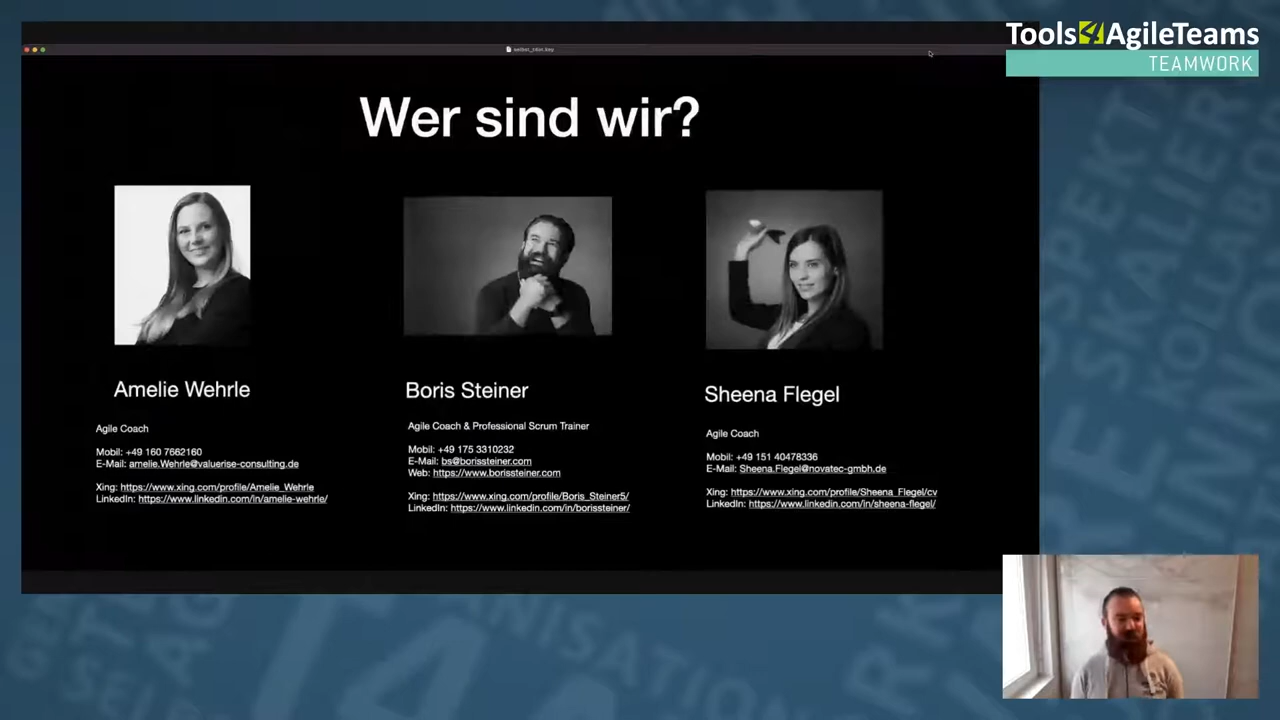 Tools4AgileTeams
TEAMWORK
Wer sind wir?
Amelie Wehrle
Agile Coach
Mobil: +49 160 7662160
E-Mail: amelie.Wehrle@valuerise-consulting.de
Xing: https://www.xing.com/profile/Amelie_Wehrle
LinkedIn: https://www.linkedin.com/in/amelie-wehrle/
Boris Steiner
Agile Coach & Professional Scrum Trainer
Mobil: +49 175 3310232
E-Mail: bs@borissteiner.com
Web: https://www.borissteiner.com
Xing: https://www.xing.com/profile/Boris_Steiner5/
LinkedIn: https://www.linkedin.com/in/borissteiner/
Sheena Flegel
Agile Coach
Mobil: +49 151 40478336
E-Mail: Sheena.Flegel@novatec-gmbh.de
Xing: https://www.xing.com/profile/Sheena_Flegel/cv
LinkedIn: https://www.linkedin.com/in/sheena-flegel/